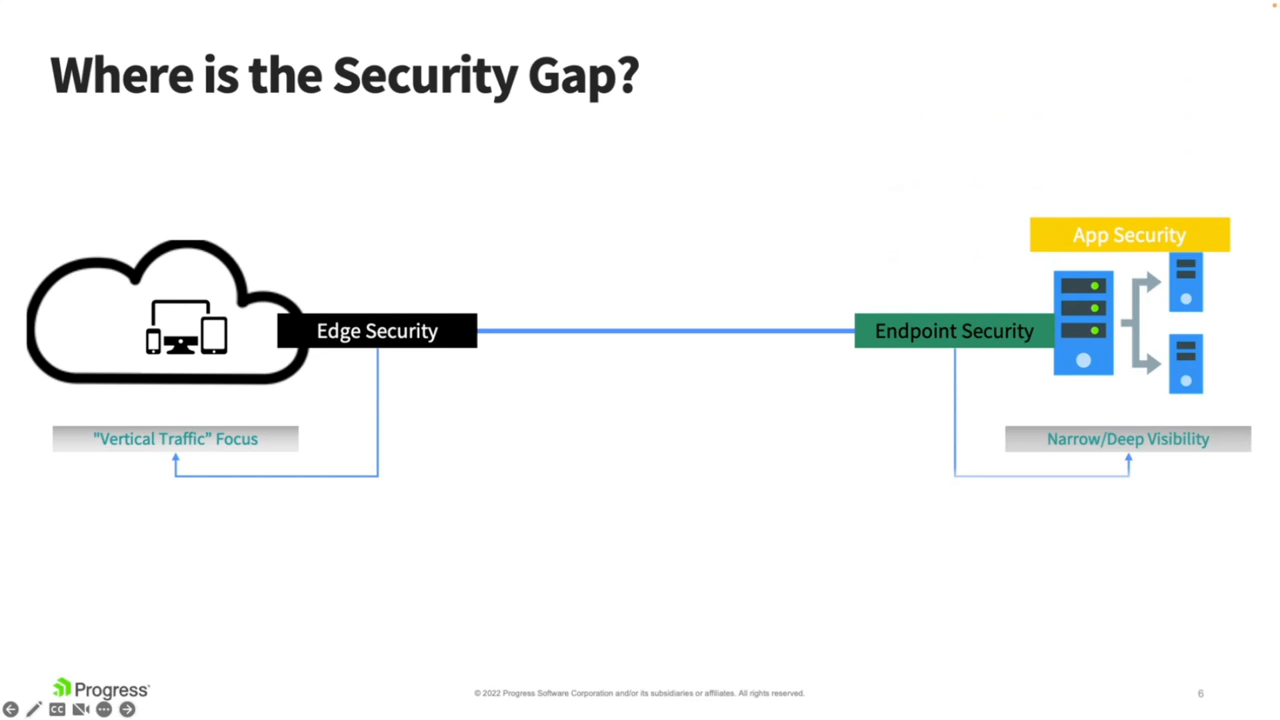 Where is the Security Gap?
App Security
Edge Security
Endpoint Security
"Vertical Traffic” Focus
Narrow/Deep Visibility
Progress®
© 2022 Progress Software Corporation and/or its subsidiaries or affiliates. All rights reserved.
6
CC